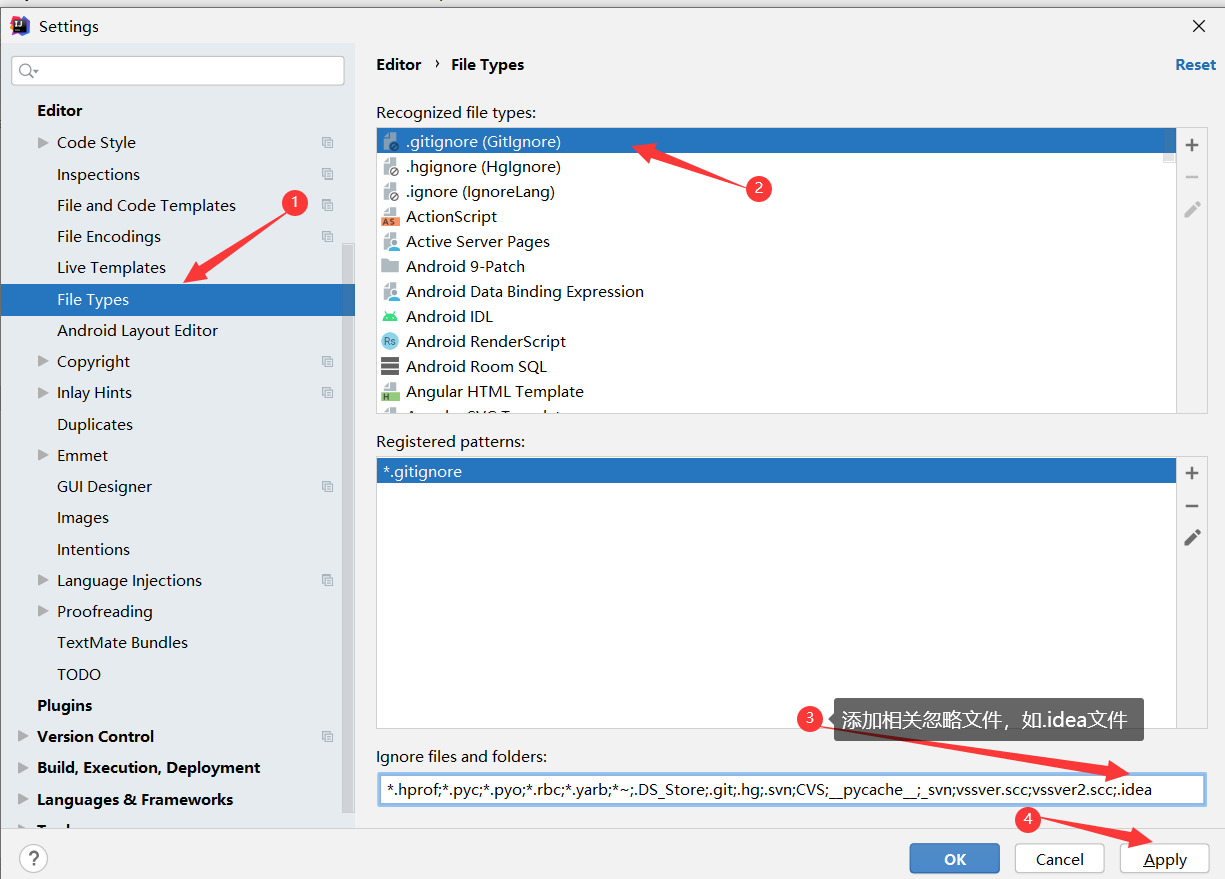 Settings
Editor › File Types
Reset
Editor
Code Style
Inspections
File and Code Templates
File Encodings
Live Templates
File Types
Android Layout Editor
Copyright
Inlay Hints
Duplicates
Emmet
GUI Designer
Images
Intentions
Language Injections
Proofreading
TextMate Bundles
TODO
Plugins
Version Control
Build, Execution, Deployment
Languages & Frameworks
1
Recognized file types:
.gitignore (GitIgnore)
.hgignore (HgIgnore)
.ignore (IgnoreLang)
ActionScript
Active Server Pages
Android 9-Patch
Android Data Binding Expression
Android IDL
Android RenderScript
Android Room SQL
Angular HTML Template
2
Registered patterns:
*.gitignore
3
添加相关忽略文件，如.idea文件
Ignore files and folders:
*.hprof;*.pyc;*.pyo;*.rbc;*.yarb;*~;.DS_Store;.git;.hg;.svn;CVS;__pycache__;_svn;vssver.scc;vssver2.scc;.idea
4
?
OK
Cancel
Apply